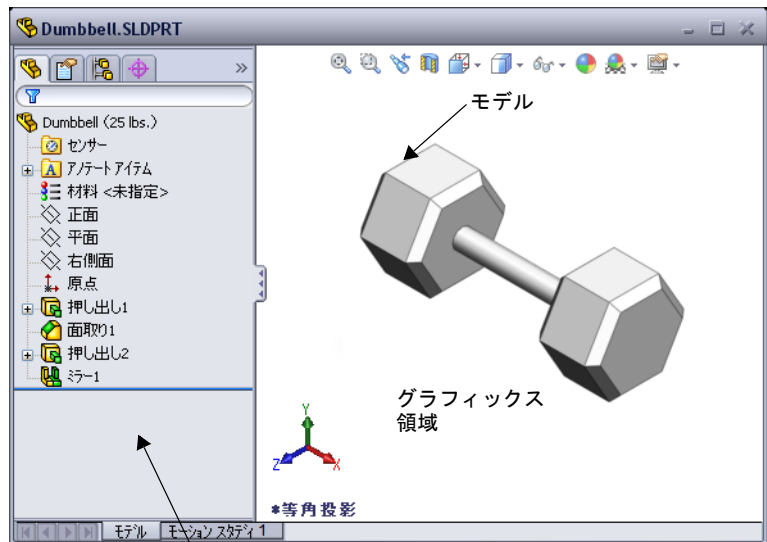 Dumbbell.SLDPRT
Dumbbell (25 lbs.)
センサー
アノテート アイテム
材料 <未指定>
正面
平面
右側面
原点
押し出し1
面取り1
押し出し2
ミラー1
モデル
グラフィックス
領域
Y
Z
X
*等角投影
モデル
モーション スタディ 1